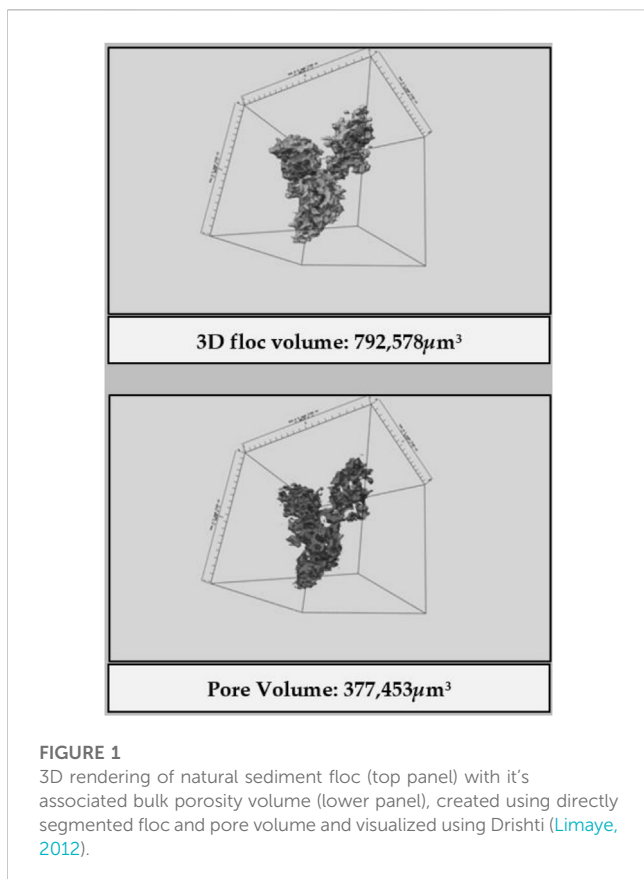 3D floc volume: 792,578μm³
Pore Volume: 377,453μm³
FIGURE 1
3D rendering of natural sediment floc (top panel) with it's
associated bulk porosity volume (lower panel), created using directly
segmented floc and pore volume and visualized using Drishti (Limaye,
2012).